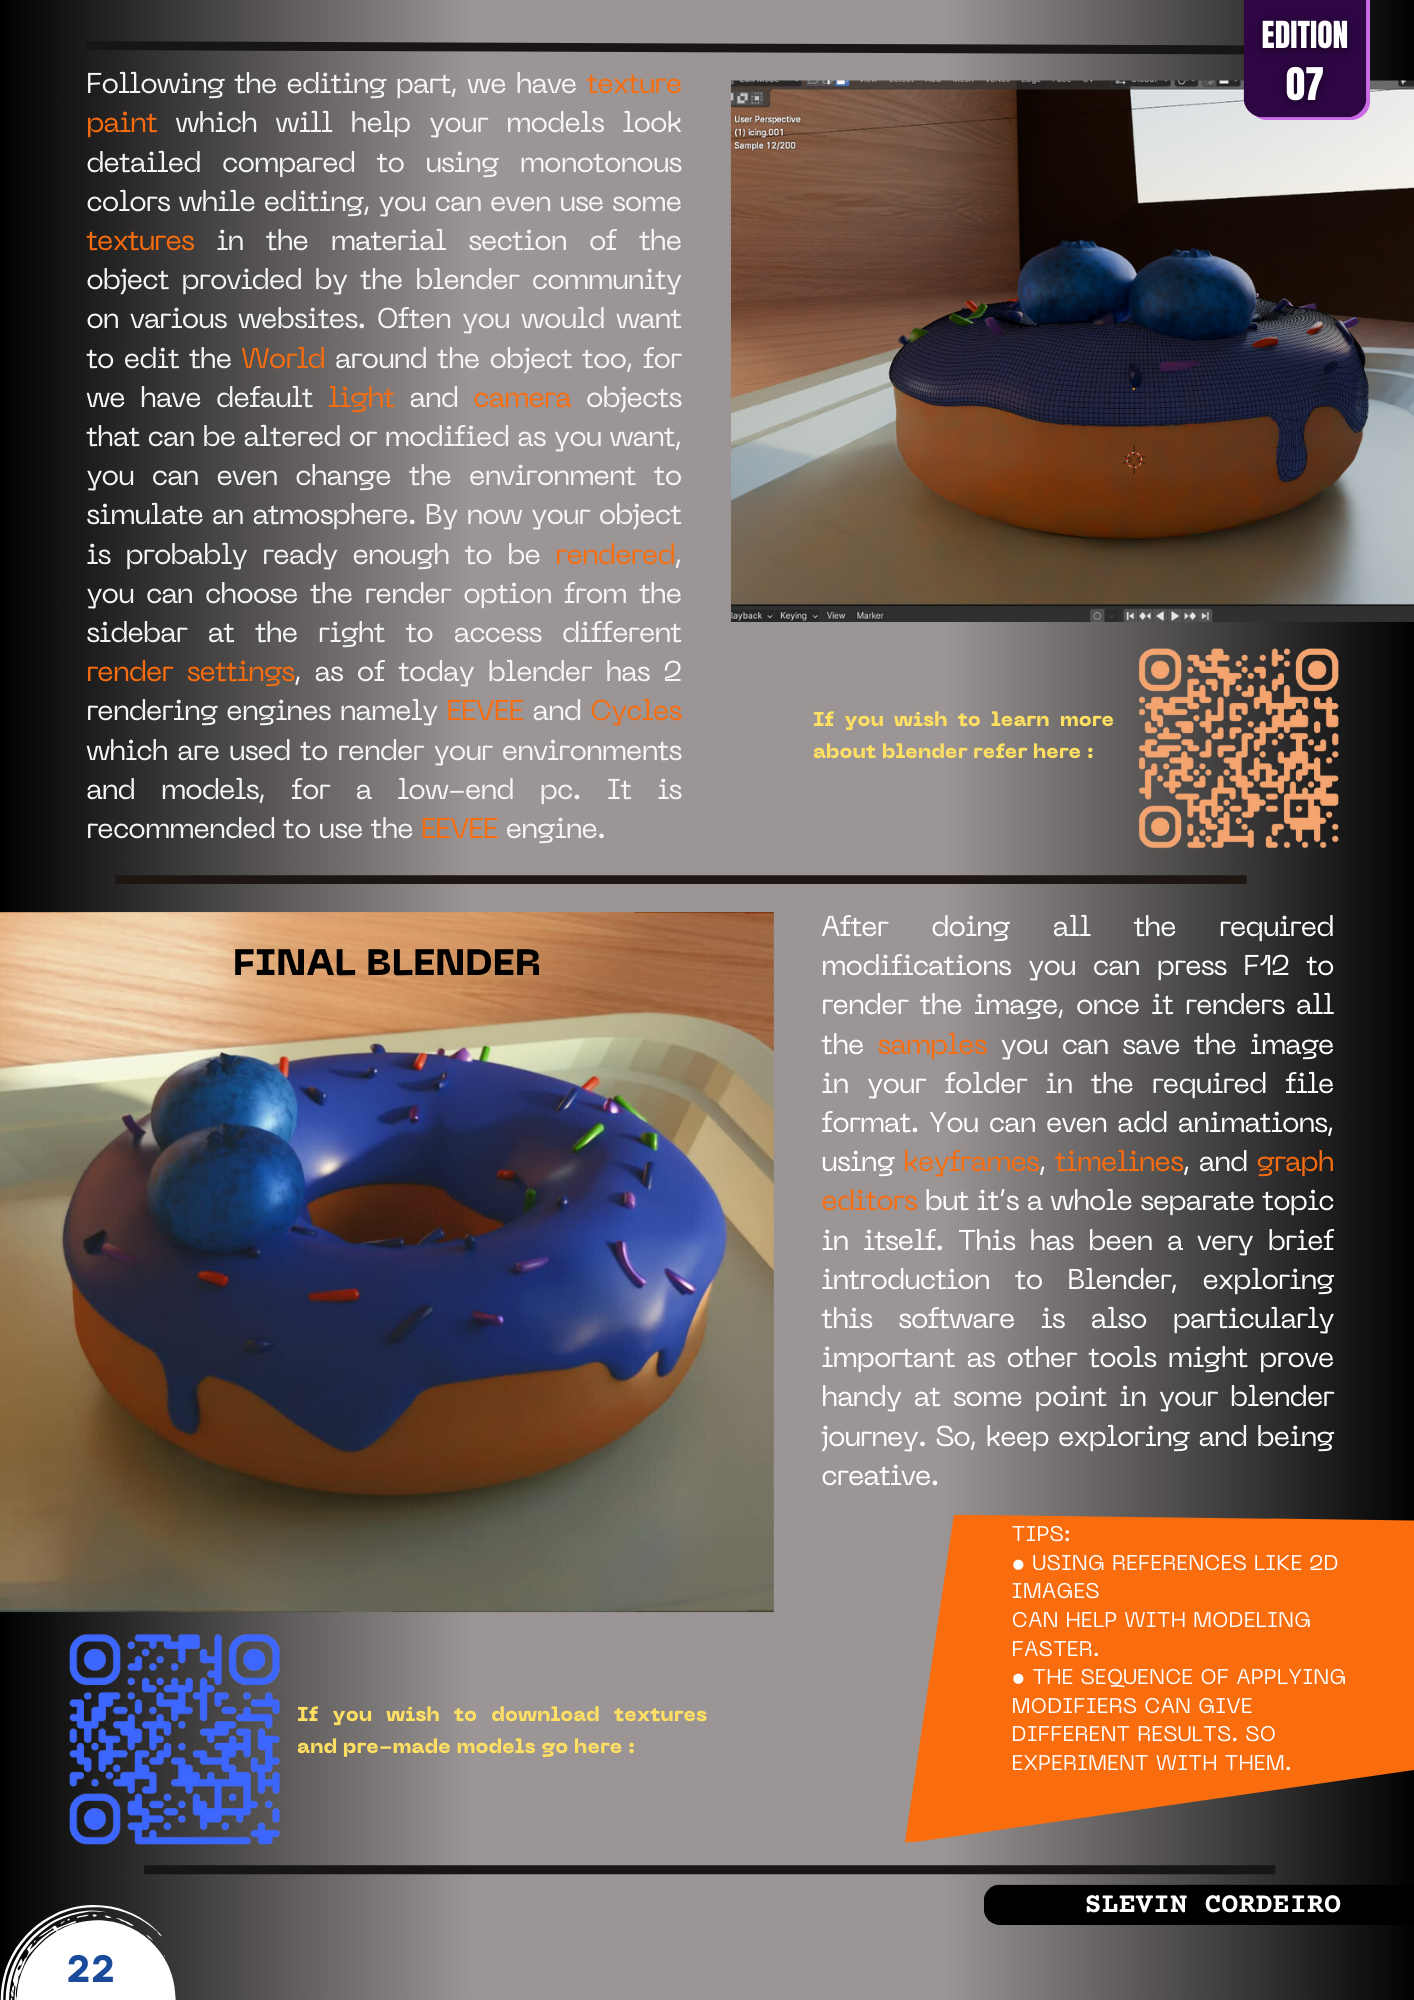 EDITION
07
Following the editing part, we have texture
paint which will help your models look
detailed compared to using monotonous
colors while editing, you can even use some
textures in the material section of the
object provided by the blender community
on various websites. Often you would want
to edit the World around the object too, for
we have default light and camera objects
that can be altered or modified as you want,
you can even change the environment to
simulate an atmosphere. By now your object
is probably ready enough to be rendered,
you can choose the render option from the
sidebar at the right to access different
render settings, as of today blender has 2
rendering engines namely EEVEE and Cycles
which are used to render your environments
and models, for a low-end pc. It is
recommended to use the EEVEE engine.
User Perspective
(1) icing.001
Sample 12/200
layback Keying View Marker
If you wish to learn more
about blender refer here :
FINAL BLENDER
After doing all the required
modifications you can press F12 to
render the image, once it renders all
the samples you can save the image
in your folder in the required file
format. You can even add animations,
using keyframes, timelines, and graph
editors but it's a whole separate topic
in itself. This has been a very brief
introduction to Blender, exploring
this software is also particularly
important as other tools might prove
handy at some point in your blender
journey. So, keep exploring and being
creative.
TIPS:
● USING REFERENCES LIKE 2D
IMAGES
CAN HELP WITH MODELING
FASTER.
● THE SEQUENCE OF APPLYING
MODIFIERS CAN GIVE
DIFFERENT RESULTS. SO
EXPERIMENT WITH THEM.
If you wish to download textures
and pre-made models go here :
SLEVIN CORDEIRO
22